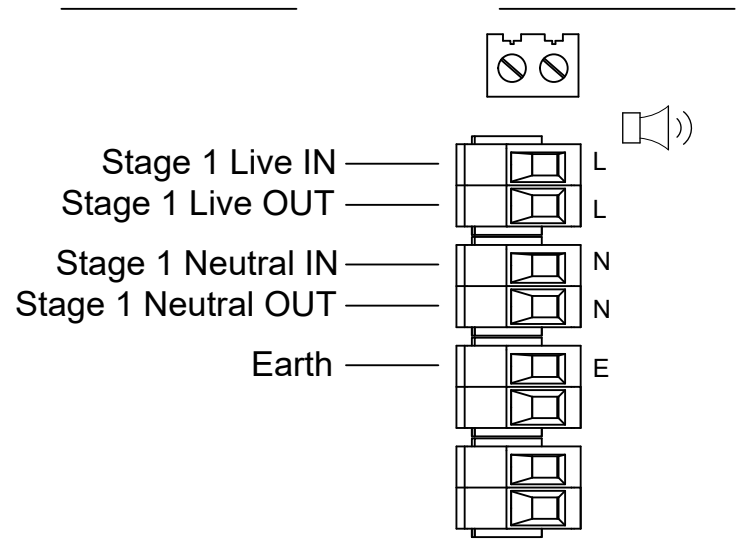 Stage 1 Live IN L
Stage 1 Live OUT L
Stage 1 Neutral IN N
Stage 1 Neutral OUT N
Earth E